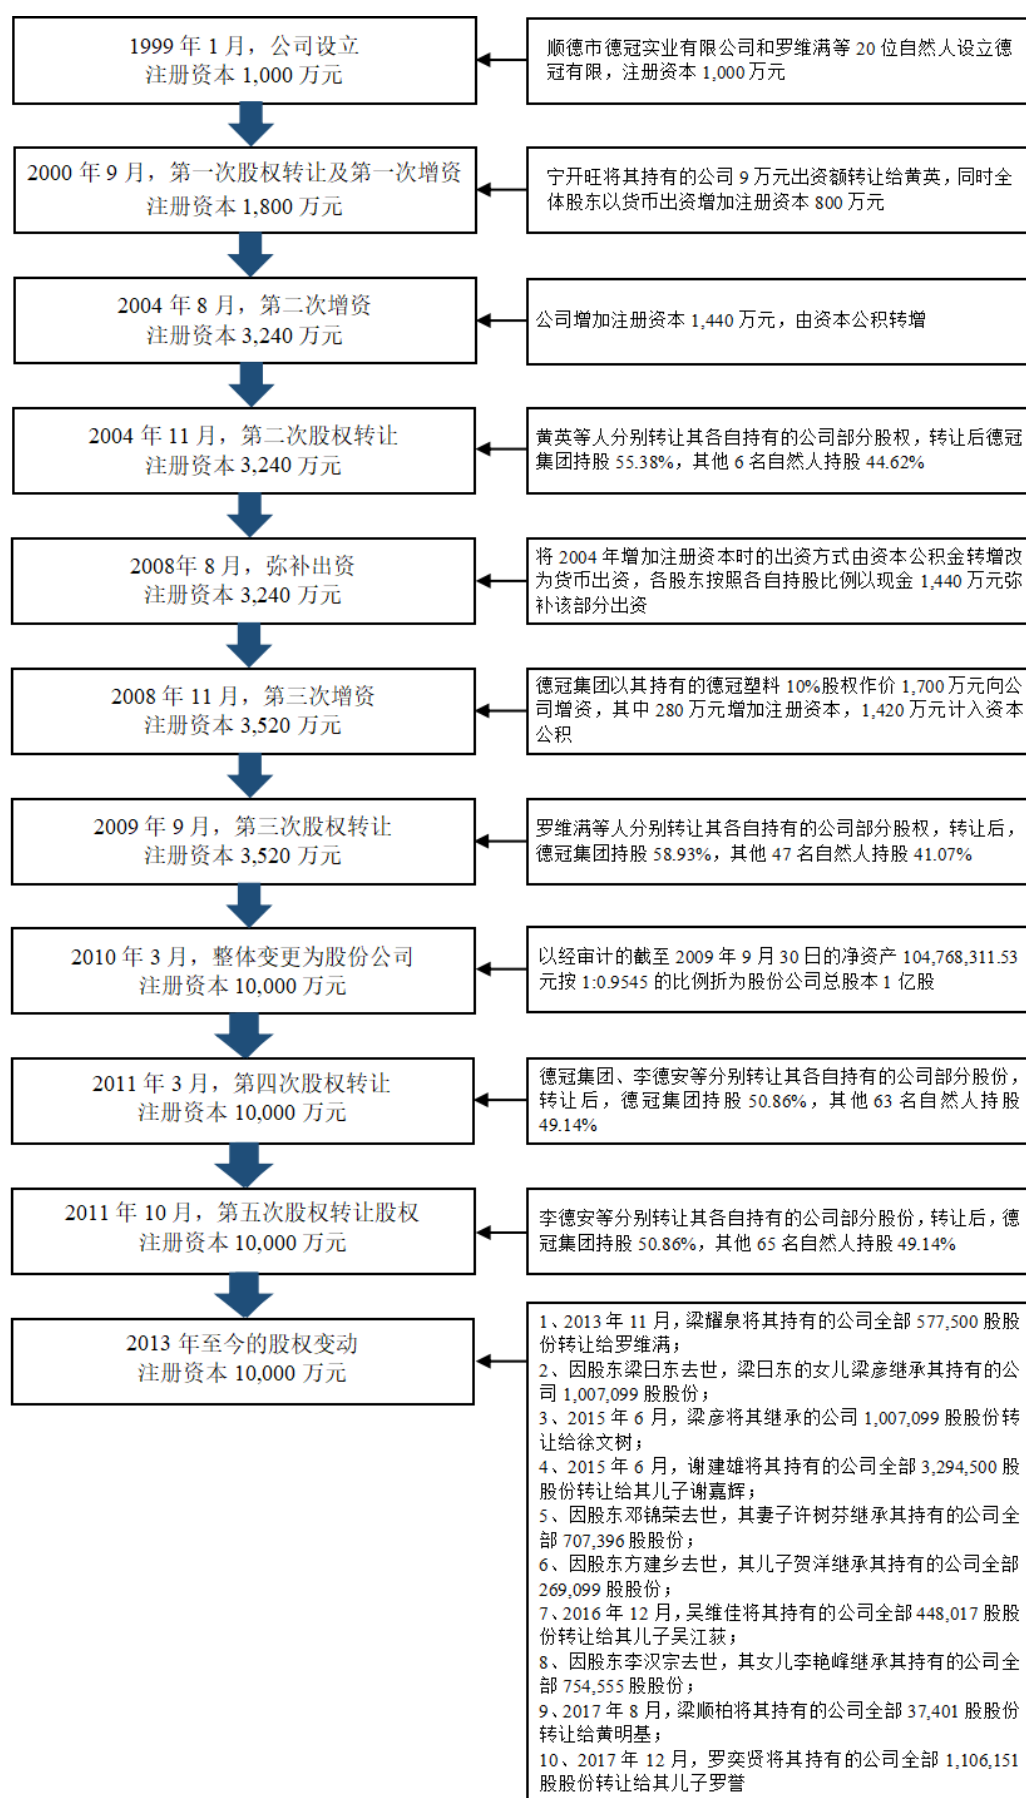 1999 年 1 月，公司设立
注册资本 1,000 万元
顺德市德冠实业有限公司和罗维满等 20 位自然人设立德
冠有限，注册资本 1,000 万元
2000 年 9 月，第一次股权转让及第一次增资
注册资本 1,800 万元
宁开旺将其持有的公司 9 万元出资额转让给黄英，同时全
体股东以货币出资增加注册资本 800 万元
2004 年 8 月，第二次增资
注册资本 3,240 万元
公司增加注册资本 1,440 万元，由资本公积转增
2004 年 11 月，第二次股权转让
注册资本 3,240 万元
黄英等人分别转让其各自持有的公司部分股权，转让后德冠
集团持股 55.38%，其他 6 名自然人持股 44.62%
2008年 8 月，弥补出资
注册资本 3,240 万元
将 2004 年增加注册资本时的出资方式由资本公积金转增改
为货币出资，各股东按照各自持股比例以现金 1,440 万元弥
补该部分出资
2008 年 11 月，第三次增资
注册资本 3,520 万元
德冠集团以其持有的德冠塑料 10%股权作价 1,700 万元向公
司增资，其中 280 万元增加注册资本，1,420 万元计入资本
公积
2009 年 9 月，第三次股权转让
注册资本 3,520 万元
罗维满等人分别转让其各自持有的公司部分股权，转让后，
德冠集团持股 58.93%，其他 47 名自然人持股 41.07%
2010 年 3 月，整体变更为股份公司
注册资本 10,000 万元
以经审计的截至 2009 年 9 月 30 日的净资产 104,768,311.53
元按 1:0.9545 的比例折为股份公司总股本 1 亿股
2011 年 3 月，第四次股权转让
注册资本 10,000 万元
德冠集团、李德安等分别转让其各自持有的公司部分股份，
转让后，德冠集团持股 50.86%，其他 63 名自然人持股
49.14%
2011 年 10 月，第五次股权转让股权
注册资本 10,000 万元
李德安等分别转让其各自持有的公司部分股份，转让后，德
冠集团持股 50.86%，其他 65 名自然人持股 49.14%
2013 年至今的股权变动
注册资本 10,000 万元
1、2013 年 11 月，梁耀泉将其持有的公司全部 577,500 股股
份转让给罗维满；
2、因股东梁日东去世，梁日东的女儿梁彦继承其持有的公
司 1,007,099 股股份；
3、2015 年 6 月，梁彦将其继承的公司 1,007,099 股股份转
让给徐文树；
4、2015 年 6 月，谢建雄将其持有的公司全部 3,294,500 股
股份转让给其儿子谢嘉辉；
5、因股东邓锦荣去世，其妻子许树芬继承其持有的公司全
部 707,396 股股份；
6、因股东方建乡去世，其儿子贺洋继承其持有的公司全部
269,099 股股份；
7、2016 年 12 月，吴维佳将其持有的公司全部 448,017 股股
份转让给其儿子吴江荻；
8、因股东李汉宗去世，其女儿李艳峰继承其持有的公司全
部 754,555 股股份；
9、2017 年 8 月，梁顺柏将其持有的公司全部 37,401 股股份
转让给黄明基；
10、2017 年 12 月，罗奕贤将其持有的公司全部 1,106,151
股股份转让给其儿子罗誉